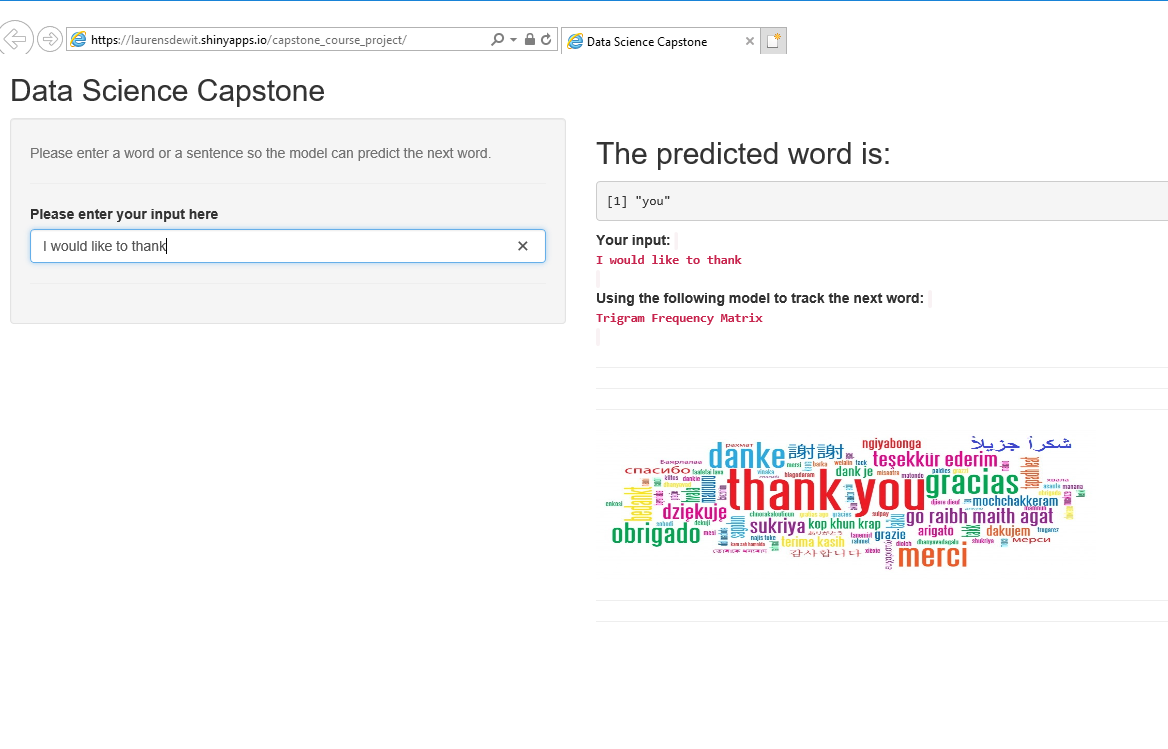 https://laurensdewit.shinyapps.io/capstone_course_project/
Data Science Capstone
Data Science Capstone
Please enter a word or a sentence so the model can predict the next word.
Please enter your input here
I would like to thank
The predicted word is:
[1] "you"
Your input:
I would like to thank
Using the following model to track the next word:
Trigram Frequency Matrix
ngiyabonga
شكراً جزيلاً
danke
謝謝
teşekkür ederim
спасибо
dank je
thank you
gracias
mochchakkeram
bedankt
dziękuje
go raibh maith agat
obrigado
sukriya
kop khun krap
grazie
arigato
dakujem
terima kasih
мерси
감사합니다
xiexie
merci